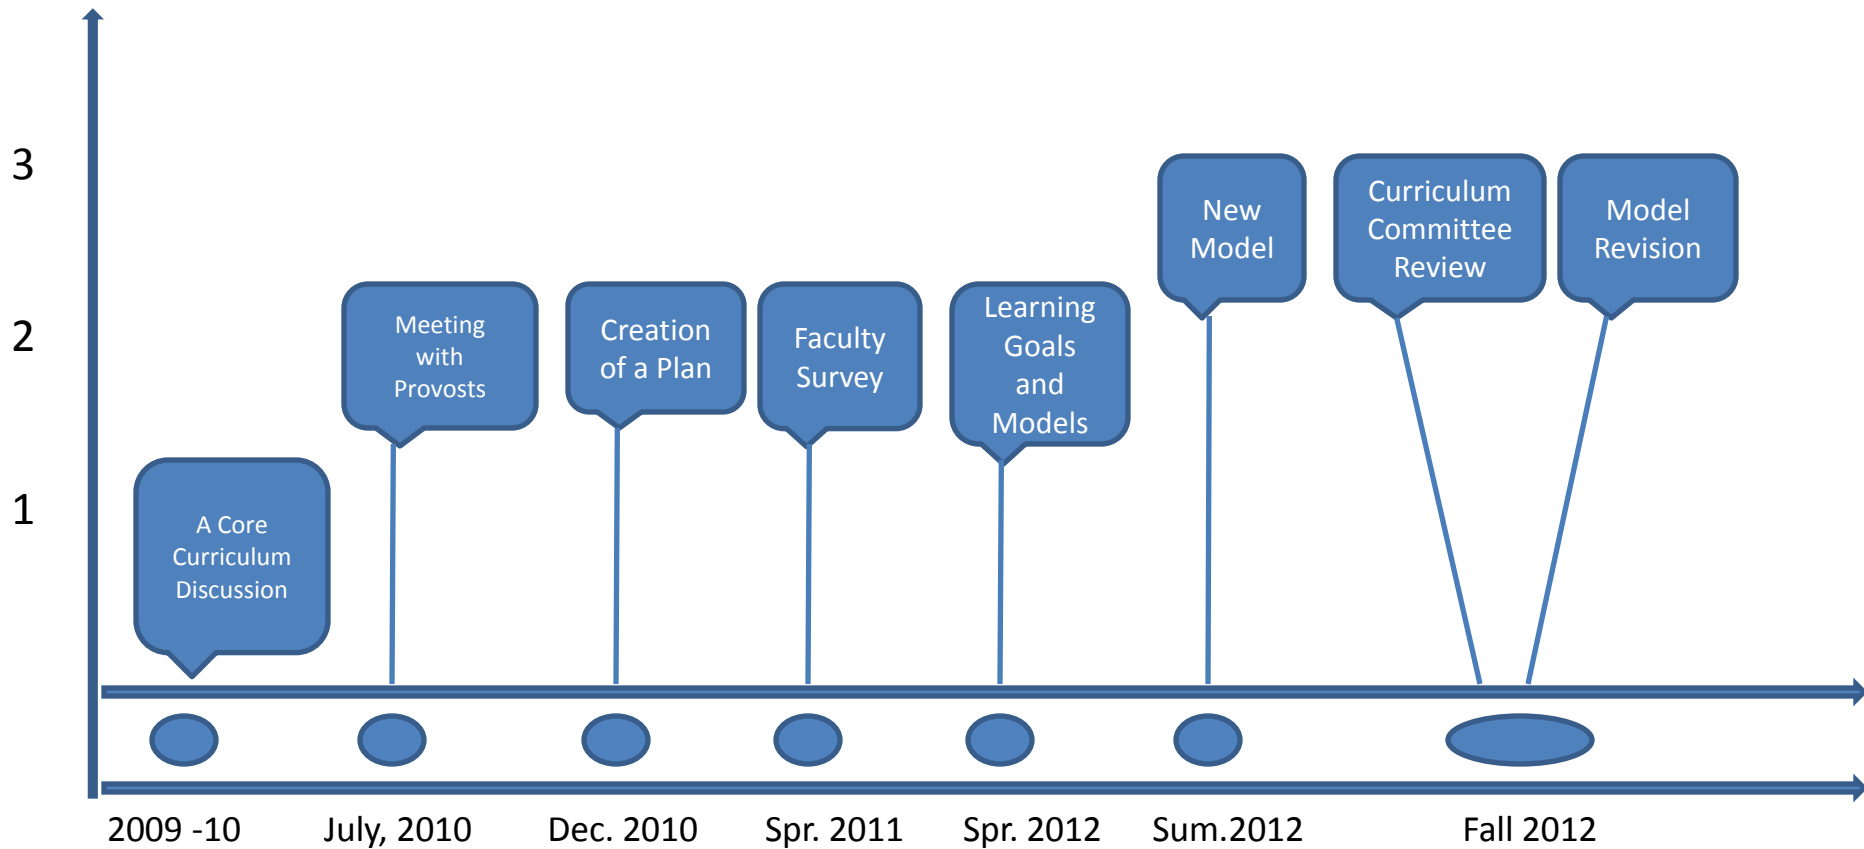 3
2
1
A Core
Curriculum
Discussion
Meeting
with
Provosts
Creation
of a Plan
Faculty
Survey
Learning
Goals
and
Models
New
Model
Curriculum
Committee
Review
Model
Revision
2009 -10
July, 2010
Dec. 2010
Spr. 2011
Spr. 2012
Sum.2012
Fall 2012